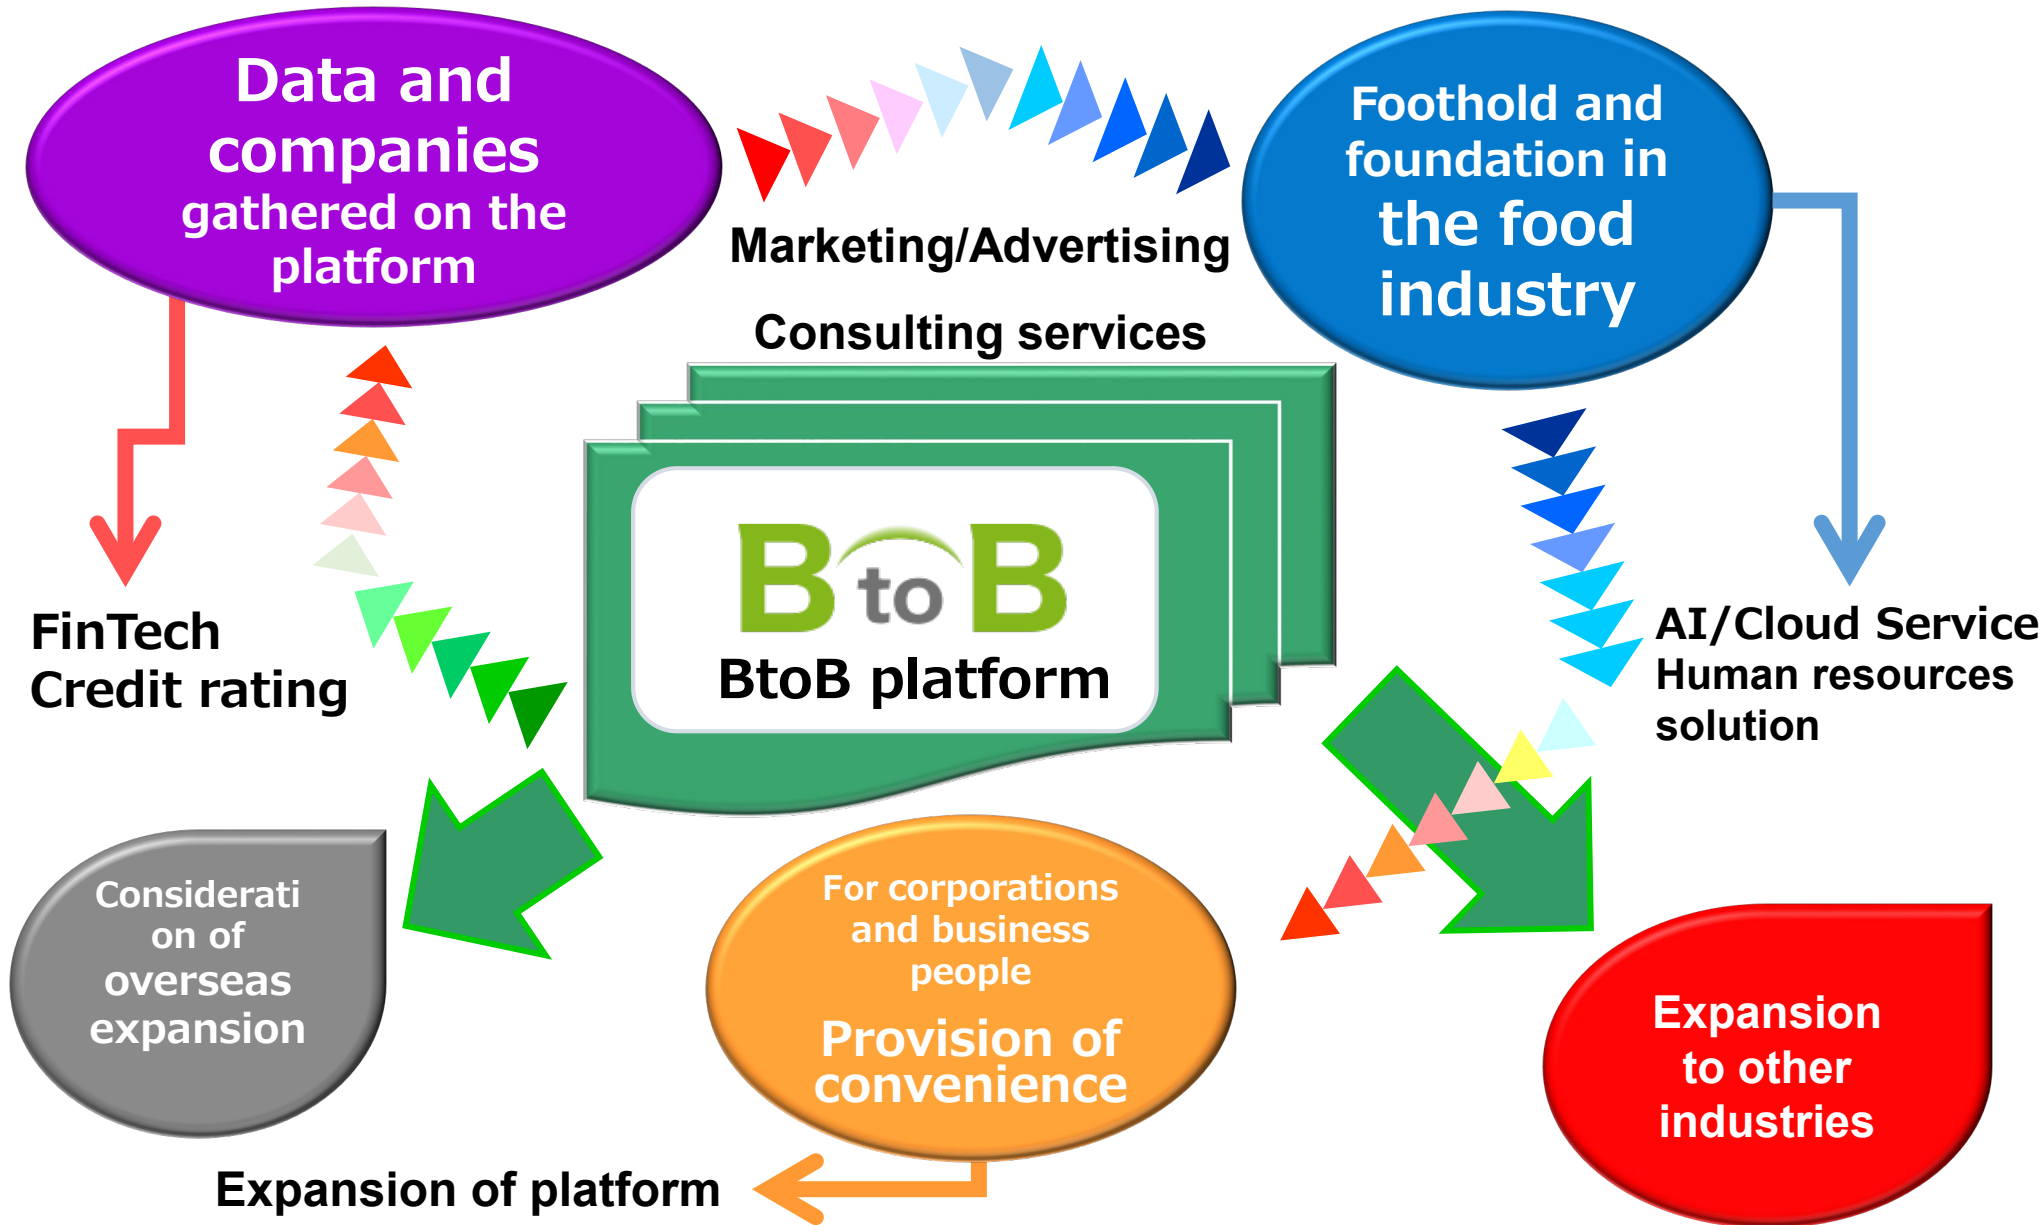 Data and
companies
gathered on the
platform
Foothold and
foundation in
the food
industry
Marketing/Advertising
Consulting services
B to B
BtoB platform
FinTech
Credit rating
AI/Cloud Service
Human resources
solution
Considerati
on of
overseas
expansion
For corporations
and business
people
Provision of
convenience
Expansion
to other
industries
Expansion of platform